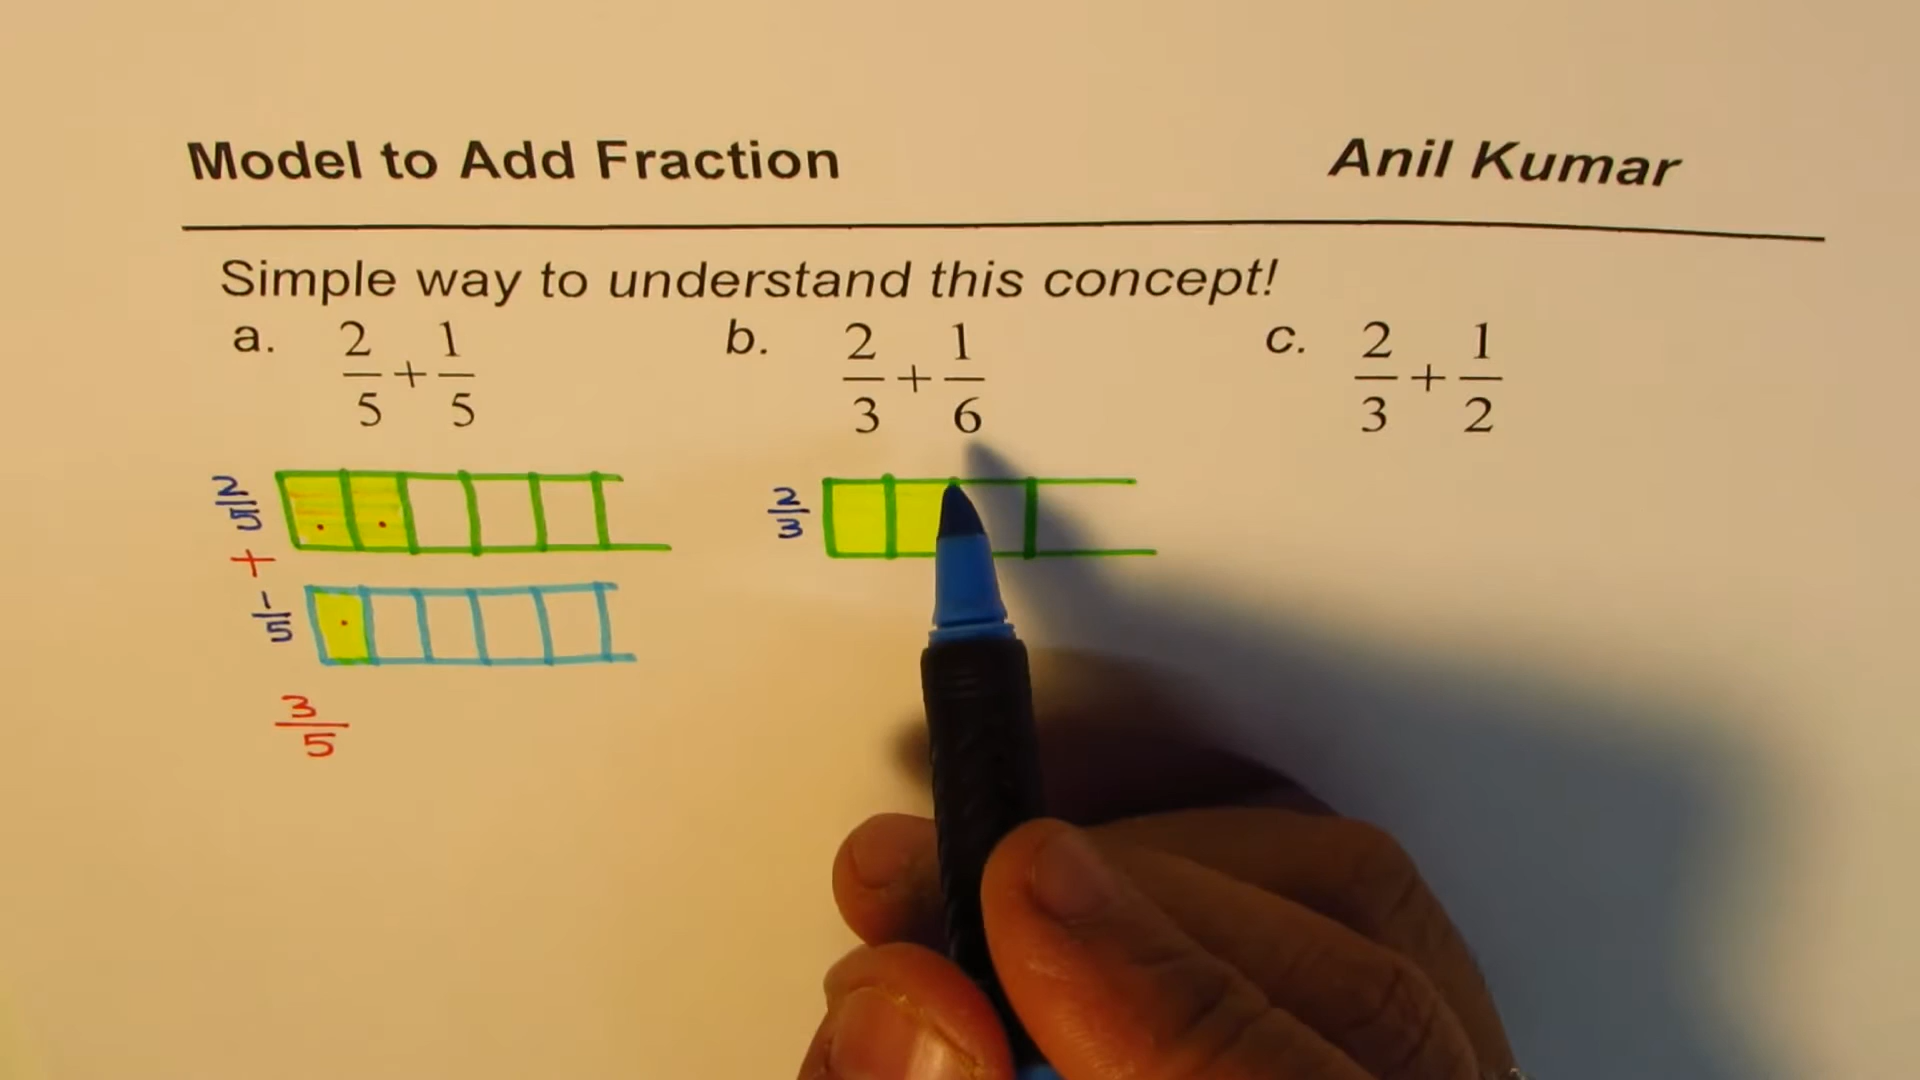 Model to Add Fraction Anil Kumar
Simple way to understand this concept!
a. 2/5 + 1/5 b. 2/3 + 1/6 c. 2/3 + 1/2
2/5 2/3
+
1/5
3/5